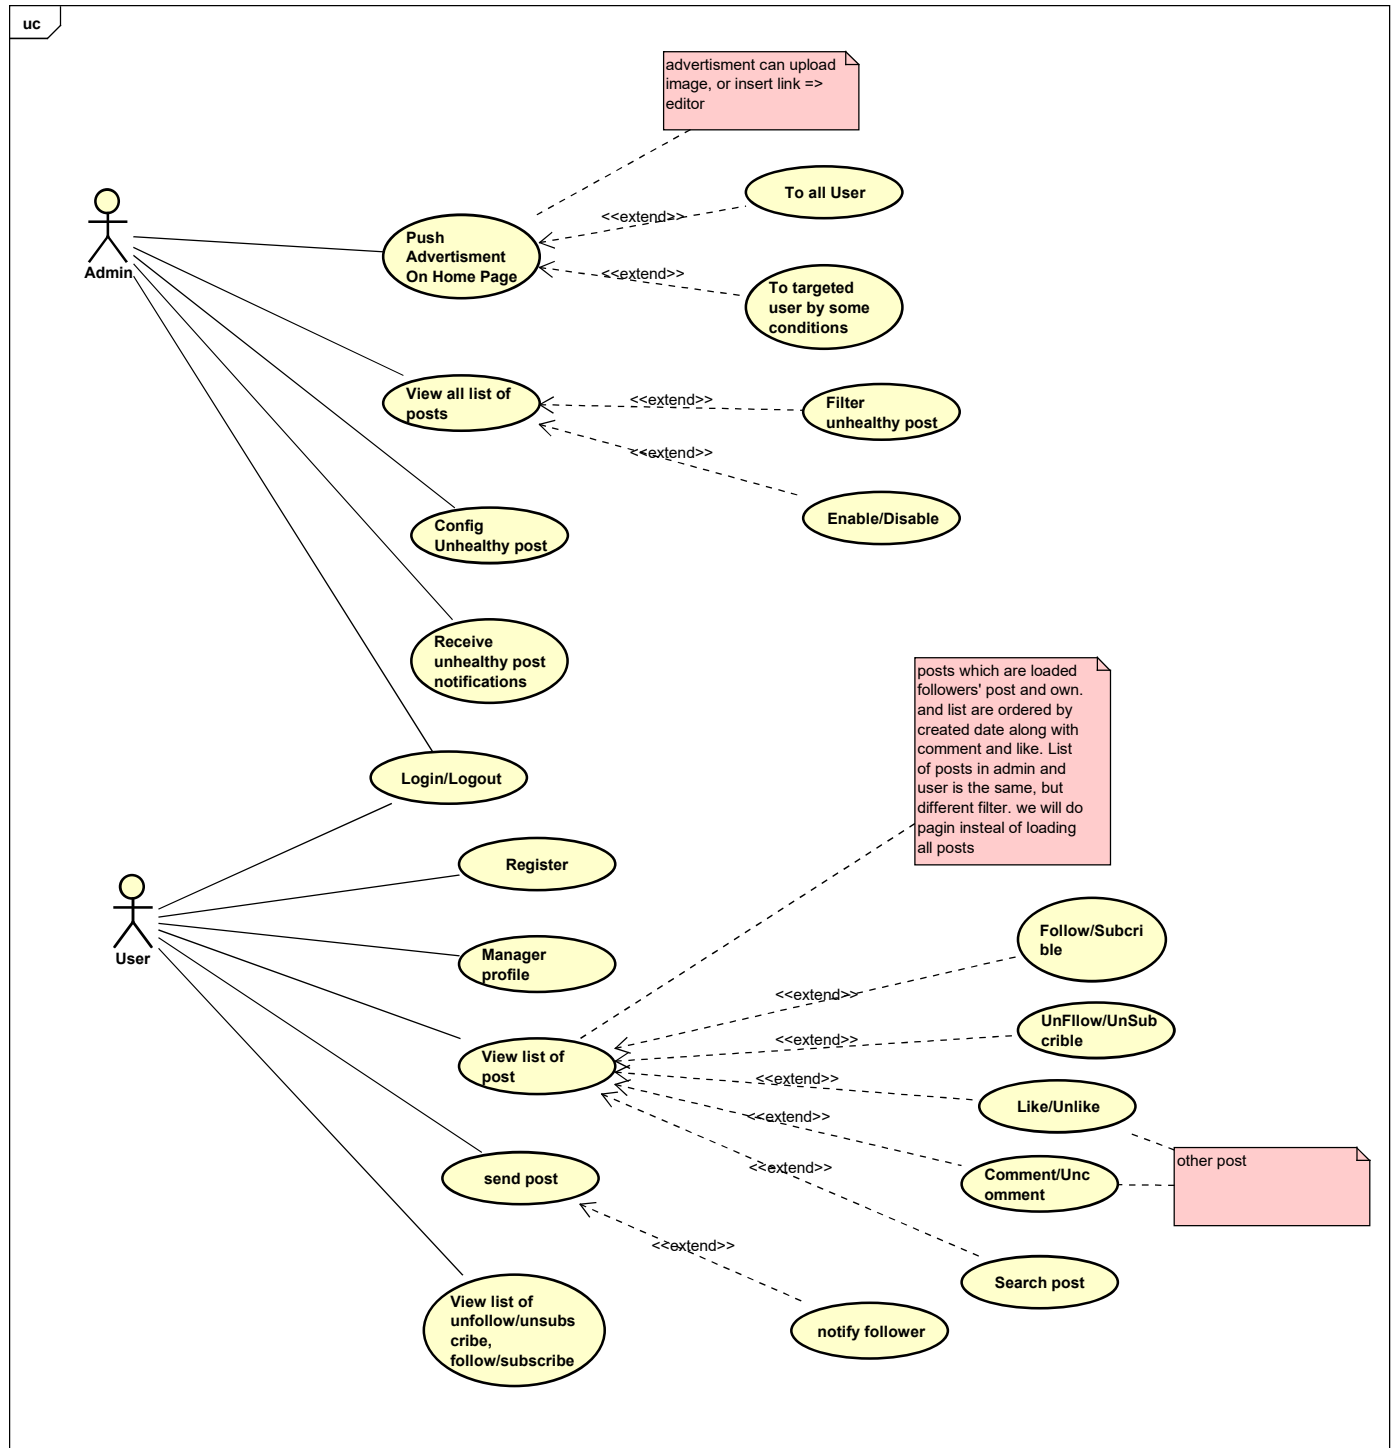 uc
advertisment can upload
image, or insert link =>
editor
To all User
<<extend>>
Push
Advertisment
On Home Page
Admin
<<extend>>
To targeted
user by some
conditions
View all list of
posts
<<extend>>
Filter
unhealthy post
<<extend>>
Enable/Disable
Config
Unhealthy post
Receive
unhealthy post
notifications
posts which are loaded
followers' post and own.
and list are ordered by
created date along with
comment and like. List
of posts in admin and
user is the same, but
different filter. we will do
pagin insteal of loading
all posts
Login/Logout
Register
User
Manager
profile
Follow/Subcri
ble
<<extend>>
UnFllow/UnSub
crible
<<extend>>
View list of
post
<<extend>>
Like/Unlike
<<extend>>
other post
Comment/Unc
omment
<<extend>>
send post
<<extend>>
Search post
View list of
unfollow/unsubs
cribe,
follow/subscribe
notify follower